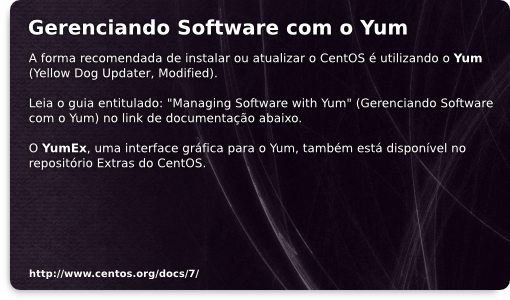 Gerenciando Software com o Yum
A forma recomendada de instalar ou atualizar o CentOS é utilizando o Yum
(Yellow Dog Updater, Modified).
Leia o guia entitulado: "Managing Software with Yum" (Gerenciando Software
com o Yum) no link de documentação abaixo.
O YumEx, uma interface gráfica para o Yum, também está disponível no
repositório Extras do CentOS.
http://www.centos.org/docs/7/